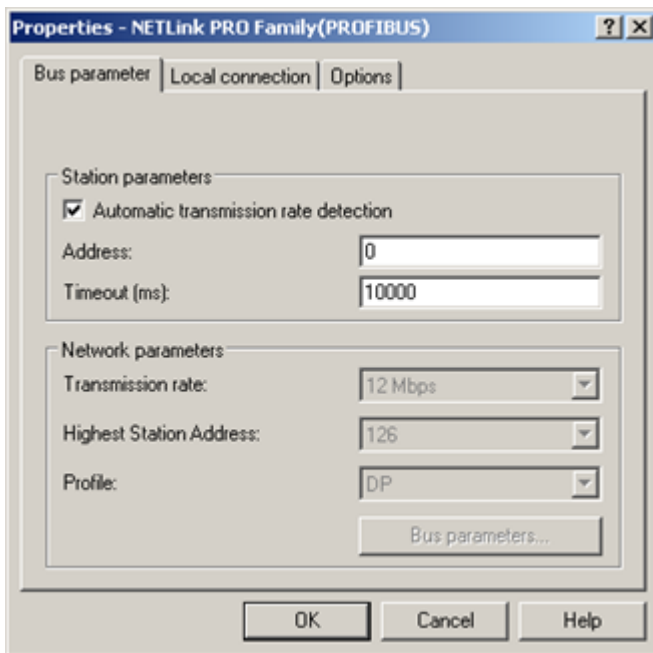 Properties - NETLink PRO Family(PROFIBUS)
Bus parameter Local connection Options
Station parameters
Automatic transmission rate detection
Address: 0
Timeout (ms): 10000
Network parameters
Transmission rate: 12 Mbps
Highest Station Address: 126
Profile: DP
Bus parameters...
OK Cancel Help